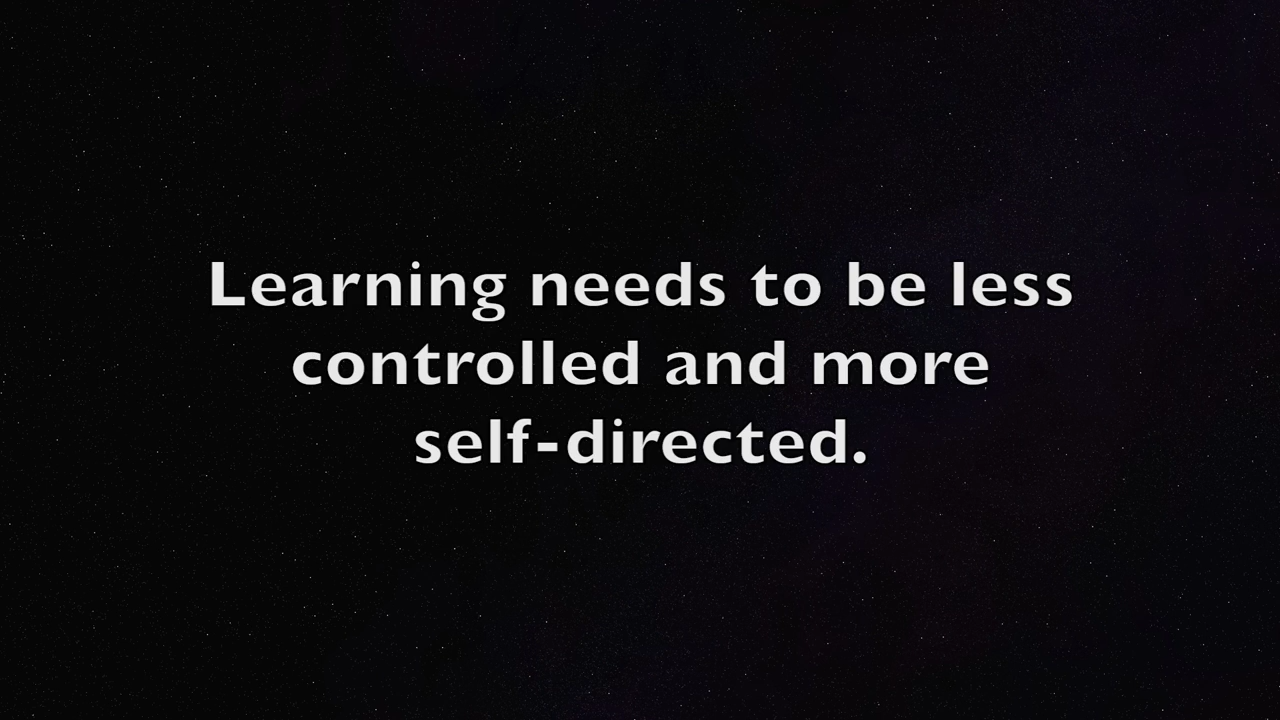 Learning needs to be less
controlled and more
self-directed.